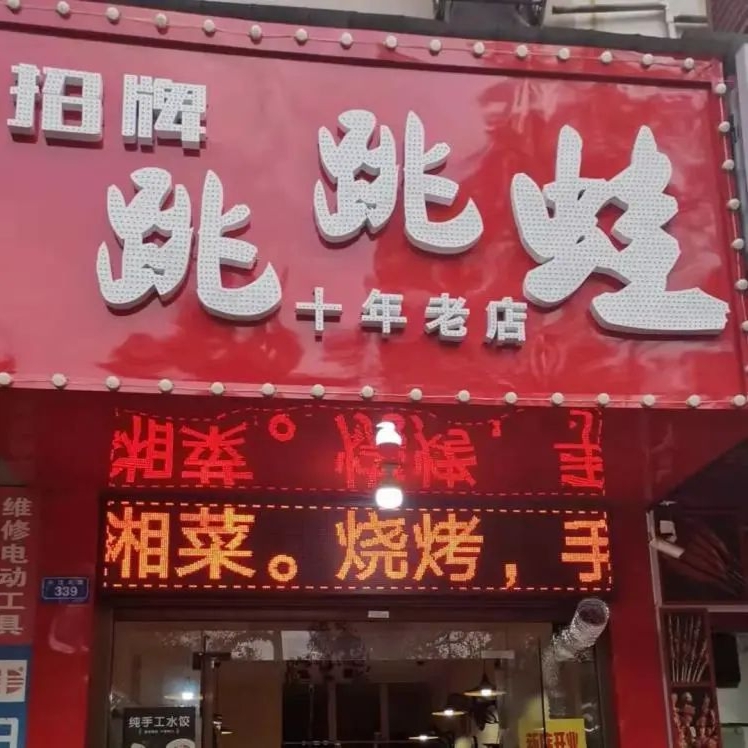 招牌
跳跳蛙
十年老店
湘菜。烧烤，手
维修电动工具
339
纯手工水饺